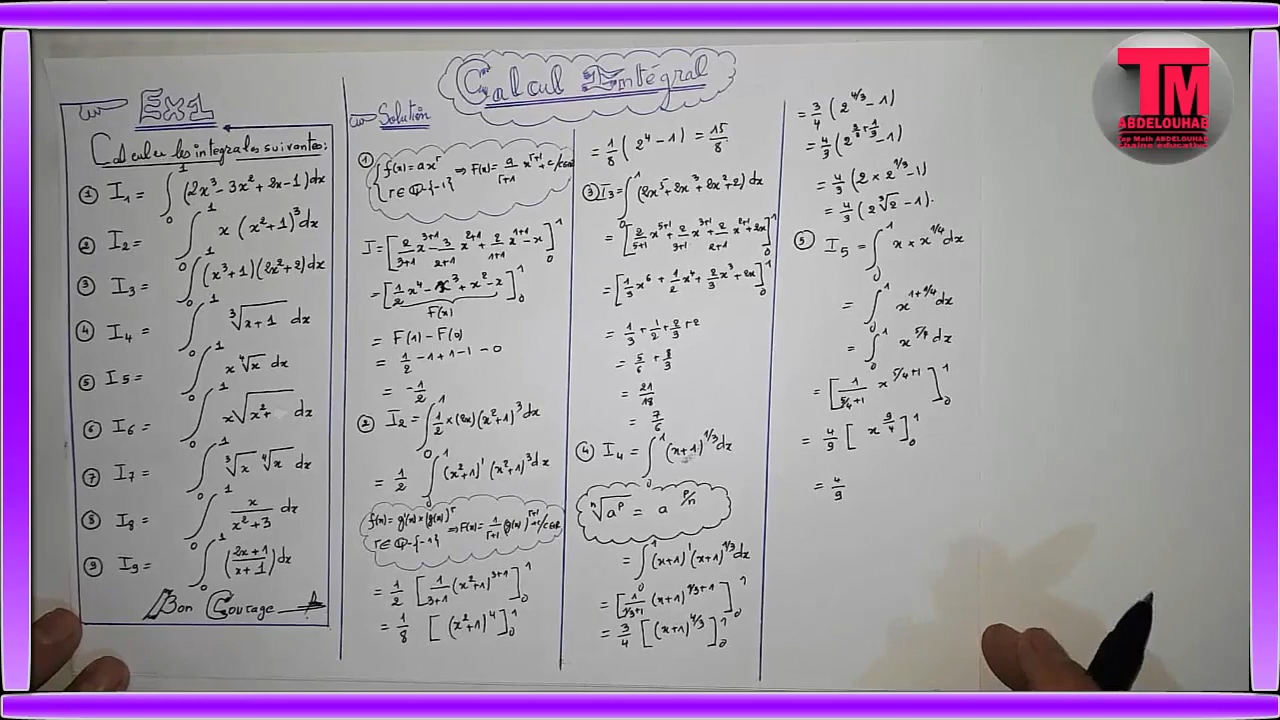 Calcul Intégral
TM
ABDELOUHAB
Top Math ABDELOUHAB
chaine educative
Ex1
Calculer les integrales suivantes:
① I₁ = ∫₀¹ (2x³ - 3x² + 2x - 1) dx
② I₂ = ∫₀¹ x (x² + 1)³ dx
③ I₃ = ∫₀¹ (x³ + 1)(2x² + 2) dx
④ I₄ = ∫₀¹ ³√(x+1) dx
⑤ I₅ = ∫₀¹ x ⁴√x dx
⑥ I₆ = ∫₀¹ x√(x²+ dx
⑦ I₇ = ∫₀¹ ³√x ⁴√x dx
⑧ I₈ = ∫₀¹ x/(x²+3) dx
⑨ I₉ = ∫₀¹ ((2x+1)/(x+1)) dx
Bon Courage
Solution
① { f(x) = axʳ
r ∈ ℚ - {-1} ⇒ F(x) = a/(r+1) xʳ⁺¹ + c / c∈ℝ
I = [2/(3+1) x³⁺¹ - 3/(2+1) x²⁺¹ + 2/(1+1) x¹⁺¹ - x]₀¹
= [1/2 x⁴ - x³ + x² - x]₀¹
F(x)
= F(1) - F(0)
= 1/2 - 1 + 1 - 1 - 0
= -1/2
② I₂ = ∫₀¹ 1/2 × (2x)(x² + 1)³ dx
= 1/2 ∫₀¹ (x² + 1)' (x² + 1)³ dx
f(x) = g'(x) × (g(x))ʳ
r ∈ ℚ - {-1} ⇒ F(x) = 1/(r+1) (g(x))ʳ⁺¹ + c / c∈ℝ
= 1/2 [1/(3+1) (x² + 1)³⁺¹]₀¹
= 1/8 [(x² + 1)⁴]₀¹
= 1/8 (2⁴ - 1) = 15/8
③ I₃ = ∫₀¹ (2x⁵ + 2x³ + 2x² + 2) dx
= [2/(5+1) x⁵⁺¹ + 2/(3+1) x³⁺¹ + 2/(2+1) x²⁺¹ + 2x]₀¹
= [1/3 x⁶ + 1/2 x⁴ + 2/3 x³ + 2x]₀¹
= 1/3 + 1/2 + 2/3 + 2
= 5/6 + 8/3
= 21/18
= 7/6
④ I₄ = ∫₀¹ (x+1)^(1/3) dx
ⁿ√(aᵖ) = a^(p/n)
= ∫₀¹ (x+1)' (x+1)^(1/3) dx
= [1/(1/3+1) (x+1)^(1/3+1)]₀¹
= 3/4 [(x+1)^(4/3)]₀¹
= 3/4 (2^(4/3) - 1)
= 4/3 (2^(3/3 + 1/3) - 1)
= 4/3 (2 × 2^(1/3) - 1)
= 4/3 (2 ³√2 - 1).
⑤ I₅ = ∫₀¹ x × x^(1/4) dx
= ∫₀¹ x^(1+1/4) dx
= ∫₀¹ x^(5/4) dx
= [1/(5/4+1) x^(5/4+1)]₀¹
= 4/9 [x^(9/4)]₀¹
= 4/9